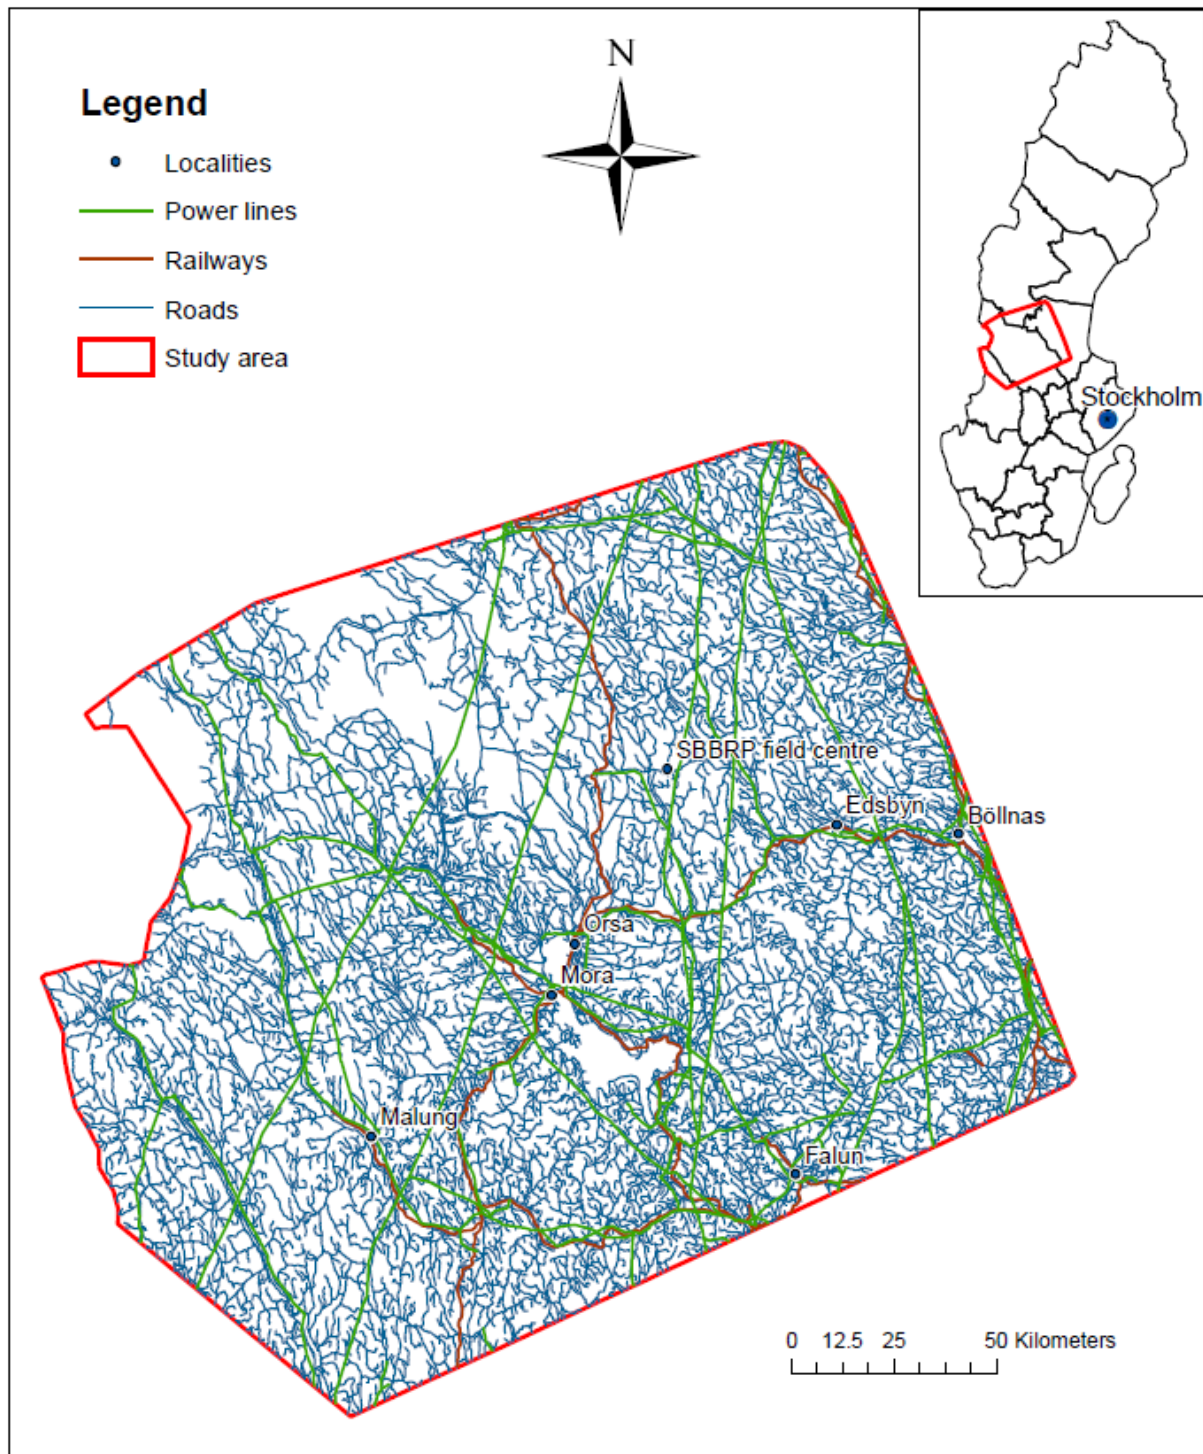 N
Legend
Localities
Power lines
Railways
Roads
Study area
Stockholm
SBBRP field centre
Edsbyn
Böllnas
Orsa
Mora
Malung
Falun
0 12.5 25 50 Kilometers